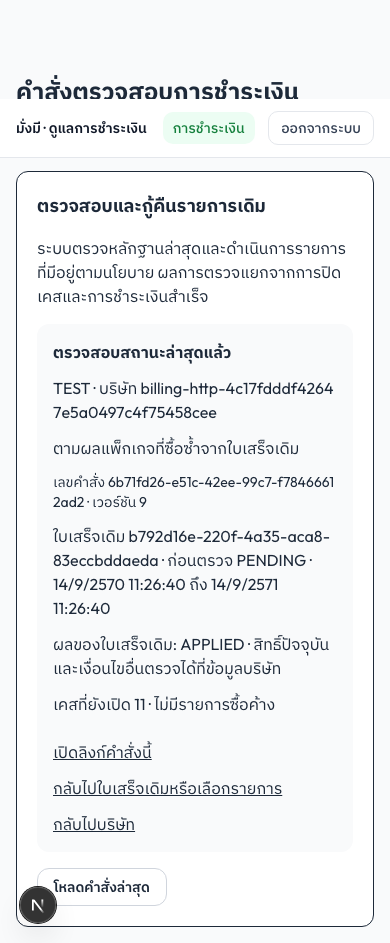 คำสั่งตรวจสอบการชำระเงิน
มั่งมี · ดูแลการชำระเงิน การชำระเงิน ออกจากระบบ
ตรวจสอบและกู้คืนรายการเดิม
ระบบตรวจหลักฐานล่าสุดและดำเนินการรายการ
ที่มีอยู่ตามนโยบาย ผลการตรวจแยกจากการปิด
เคสและการชำระเงินสำเร็จ
ตรวจสอบสถานะล่าสุดแล้ว
TEST · บริษัท billing-http-4c17fdddf4264
7e5a0497c4f75458cee
ตามผลแพ็กเกจที่ซื้อซ้ำจากใบเสร็จเดิม
เลขคำสั่ง 6b71fd26-e51c-42ee-99c7-f7846661
2ad2 · เวอร์ชัน 9
ใบเสร็จเดิม b792d16e-220f-4a35-aca8-
83eccbddaeda · ก่อนตรวจ PENDING ·
14/9/2570 11:26:40 ถึง 14/9/2571
11:26:40
ผลของใบเสร็จเดิม: APPLIED · สิทธิ์ปัจจุบัน
และเงื่อนไขอื่นตรวจได้ที่ข้อมูลบริษัท
เคสที่ยังเปิด 11 · ไม่มีรายการซื้อค้าง
เปิดลิงก์คำสั่งนี้
กลับไปใบเสร็จเดิมหรือเลือกรายการ
กลับไปบริษัท
โหลดคำสั่งล่าสุด
N